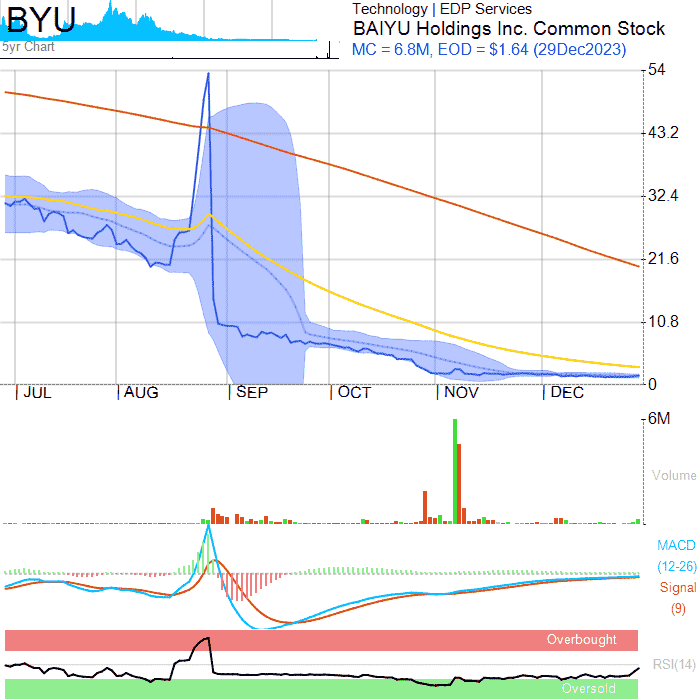 BYU
5yr Chart
Technology | EDP Services
BAIYU Holdings Inc. Common Stock
MC = 6.8M, EOD = $1.64 (29Dec2023)
54
43.2
32.4
21.6
10.8
0
JUL AUG SEP OCT NOV DEC
6M
Volume
MACD
(12-26)
Signal
(9)
Overbought
RSI(14)
Oversold